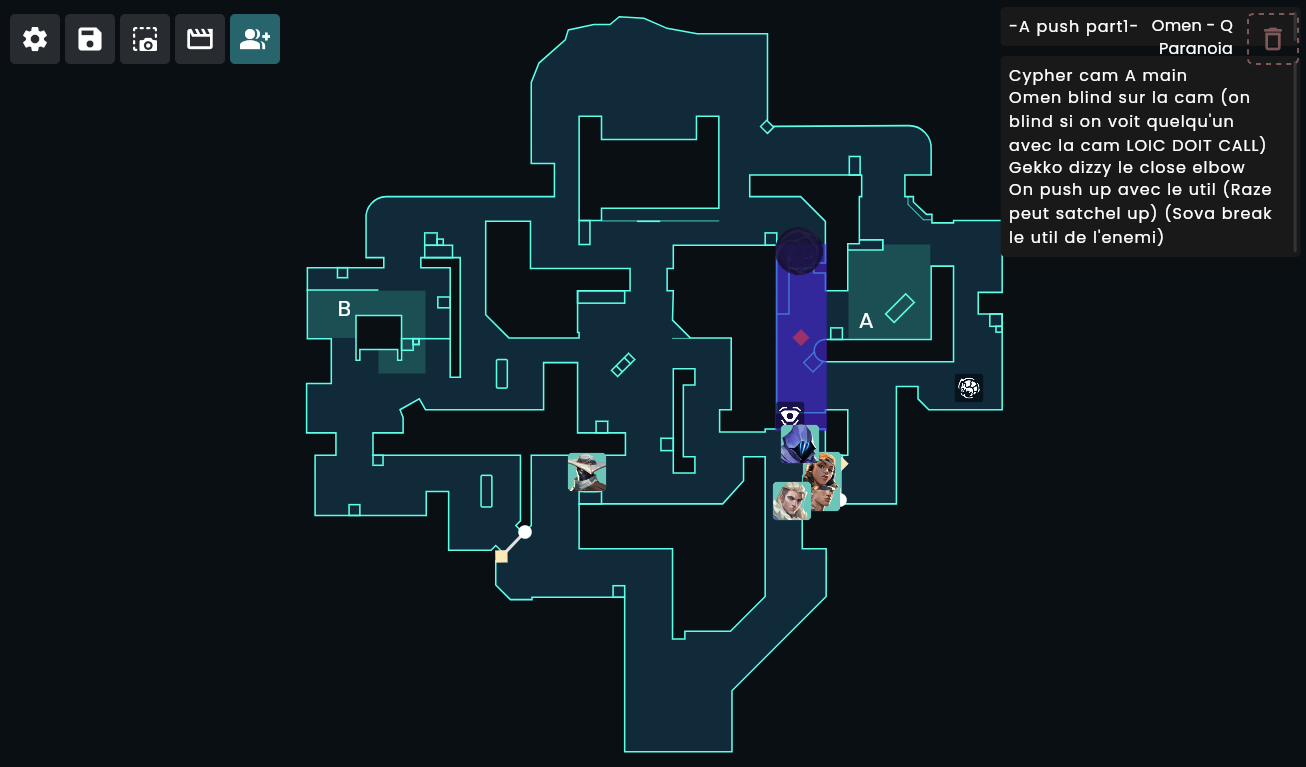 -A push part1-
Omen - Q
Paranoia
Cypher cam A main
Omen blind sur la cam (on
blind si on voit quelqu'un
avec la cam LOIC DOIT CALL)
Gekko dizzy le close elbow
On push up avec le util (Raze
peut satchel up) (Sova break
le util de l'enemi)
B
A